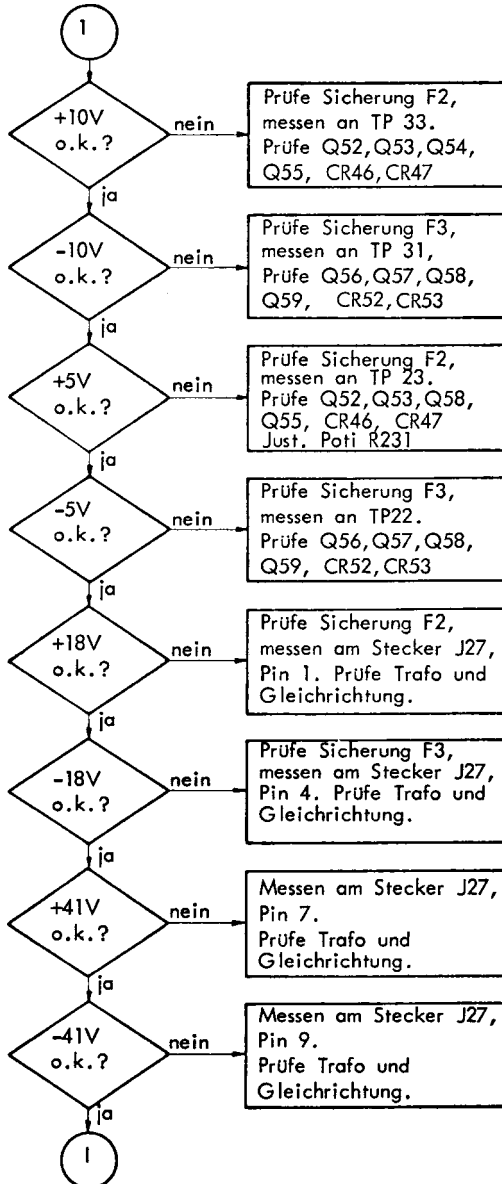 1
+10V
o.k.?
nein
Prüfe Sicherung F2,
messen an TP 33.
Prüfe Q52,Q53,Q54,
Q55, CR46,CR47
ja
-10V
o.k.?
nein
Prüfe Sicherung F3,
messen an TP 31,
Prüfe Q56,Q57,Q58,
Q59, CR52,CR53
ja
+5V
o.k.?
nein
Prüfe Sicherung F2,
messen an TP 23.
Prüfe Q52,Q53,Q58,
Q55, CR46, CR47
Just. Poti R231
ja
-5V
o.k.?
nein
Prüfe Sicherung F3,
messen an TP22.
Prüfe Q56,Q57,Q58,
Q59, CR52,CR53
ja
+18V
o.k.?
nein
Prüfe Sicherung F2,
messen am Stecker J27,
Pin 1. Prüfe Trafo und
Gleichrichtung.
ja
-18V
o.k.?
nein
Prüfe Sicherung F3,
messen am Stecker J27,
Pin 4. Prüfe Trafo und
Gleichrichtung.
ja
+41V
o.k.?
nein
Messen am Stecker J27,
Pin 7.
Prüfe Trafo und
Gleichrichtung.
ja
-41V
o.k.?
nein
Messen am Stecker J27,
Pin 9.
Prüfe Trafo und
Gleichrichtung.
ja
I